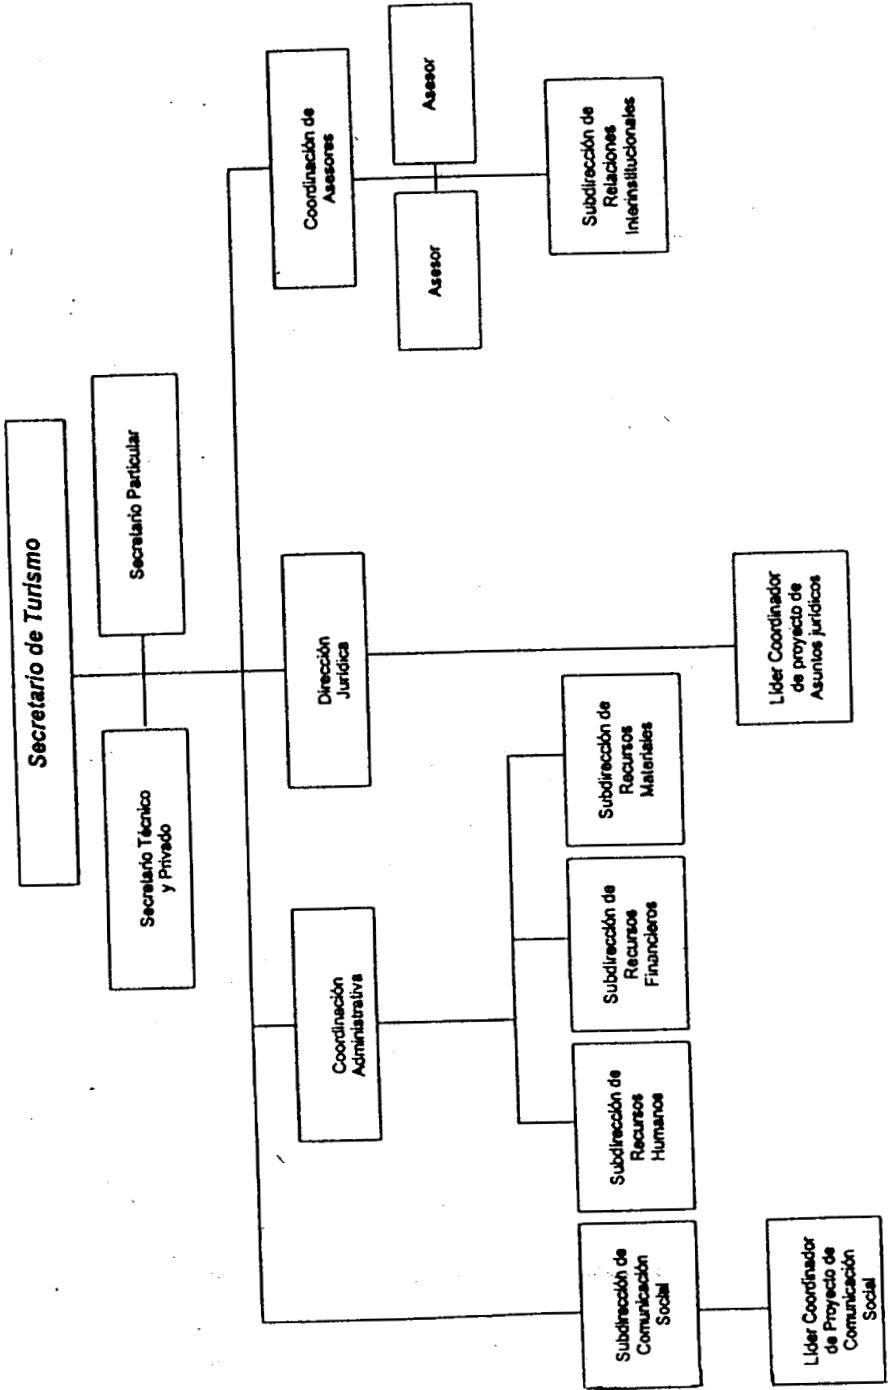 Secretario de Turismo
Secretario Técnico
y Privado
Secretario Particular
Coordinación
Administrativa
Dirección
Jurídica
Coordinación de
Asesores
Asesor
Asesor
Subdirección de
Comunicación
Social
Subdirección de
Recursos
Humanos
Subdirección de
Recursos
Financieros
Subdirección de
Recursos
Materiales
Subdirección de
Relaciones
Interinstitucionales
Líder Coordinador
de Proyecto de
Comunicación
Social
Líder Coordinador
de proyecto de
Asuntos jurídicos